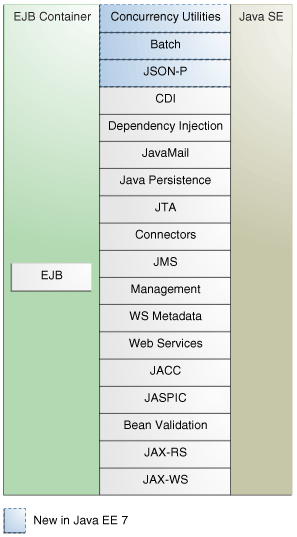 EJB Container
Concurrency Utilities
Java SE
Batch
JSON-P
CDI
Dependency Injection
JavaMail
Java Persistence
JTA
Connectors
JMS
EJB
Management
WS Metadata
Web Services
JACC
JASPIC
Bean Validation
JAX-RS
JAX-WS
New in Java EE 7